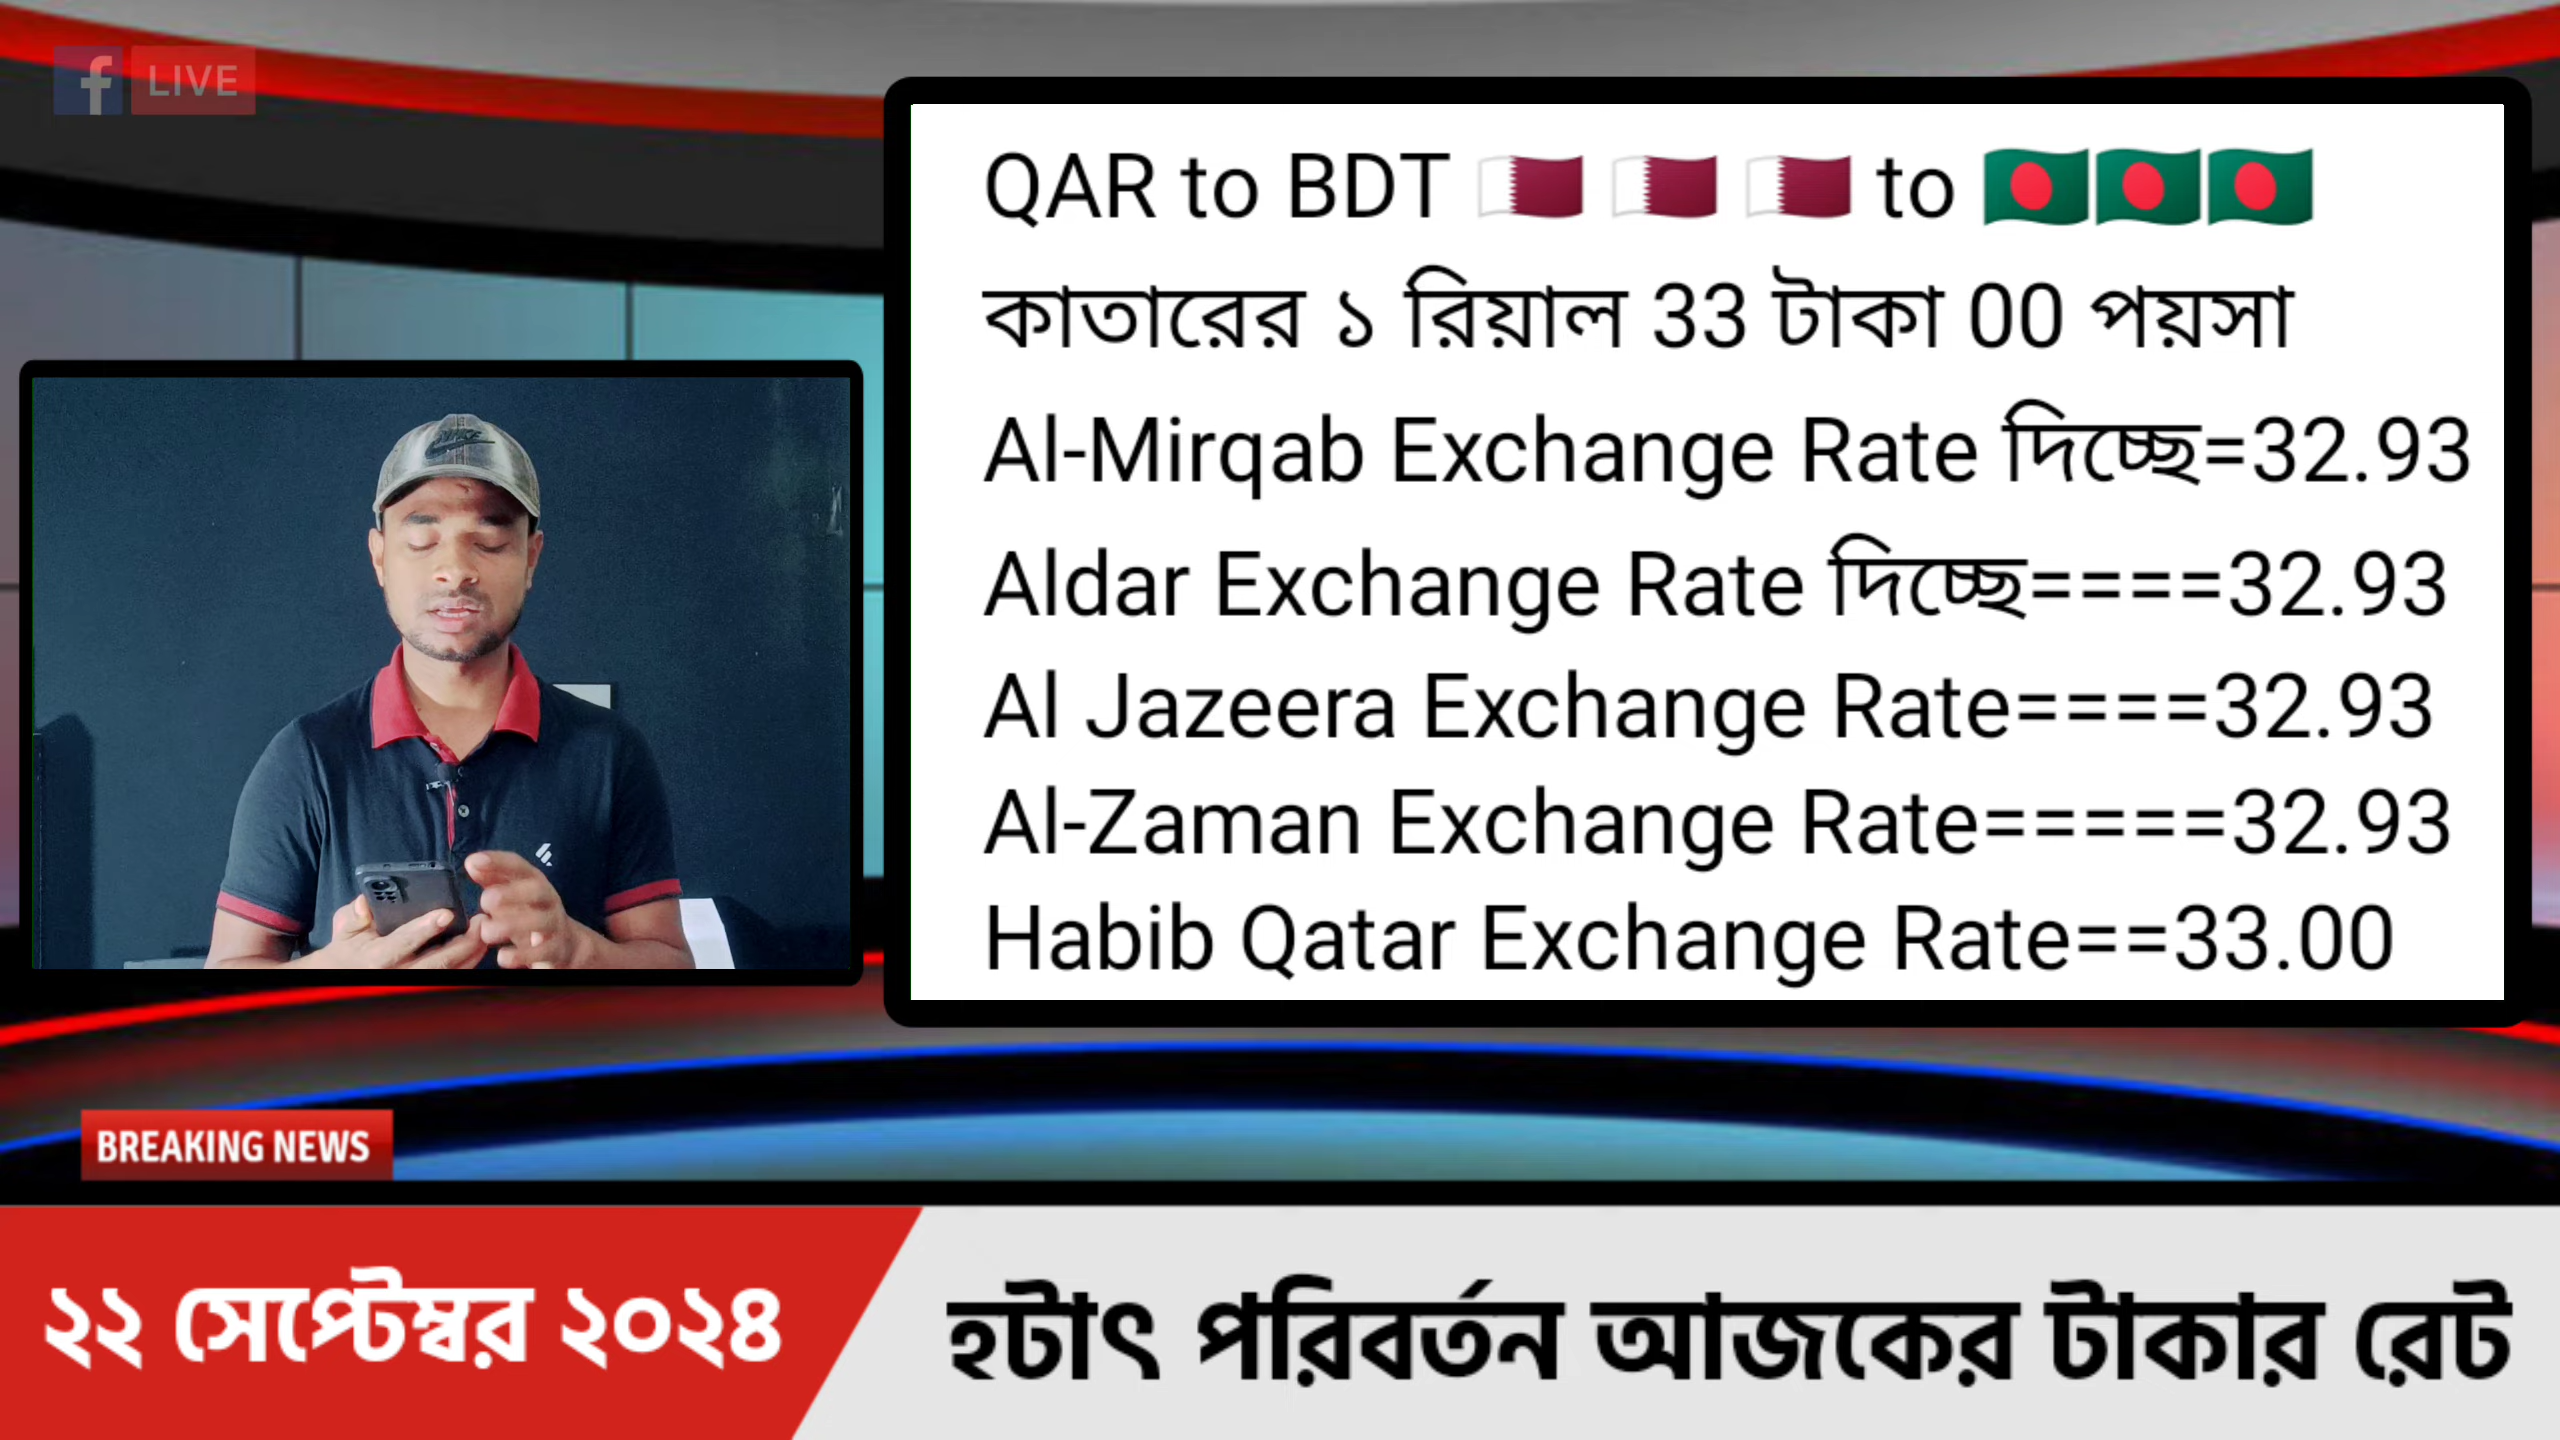 LIVE
QAR to BDT 🇶🇦 🇶🇦 🇶🇦 to 🇧🇩🇧🇩🇧🇩
কাতারের ১ রিয়াল 33 টাকা 00 পয়সা
Al-Mirqab Exchange Rate দিচ্ছে=32.93
Aldar Exchange Rate দিচ্ছে====32.93
Al Jazeera Exchange Rate====32.93
Al-Zaman Exchange Rate=====32.93
Habib Qatar Exchange Rate==33.00
BREAKING NEWS
২২ সেপ্টেম্বর ২০২৪
হটাৎ পরিবর্তন আজকের টাকার রেট